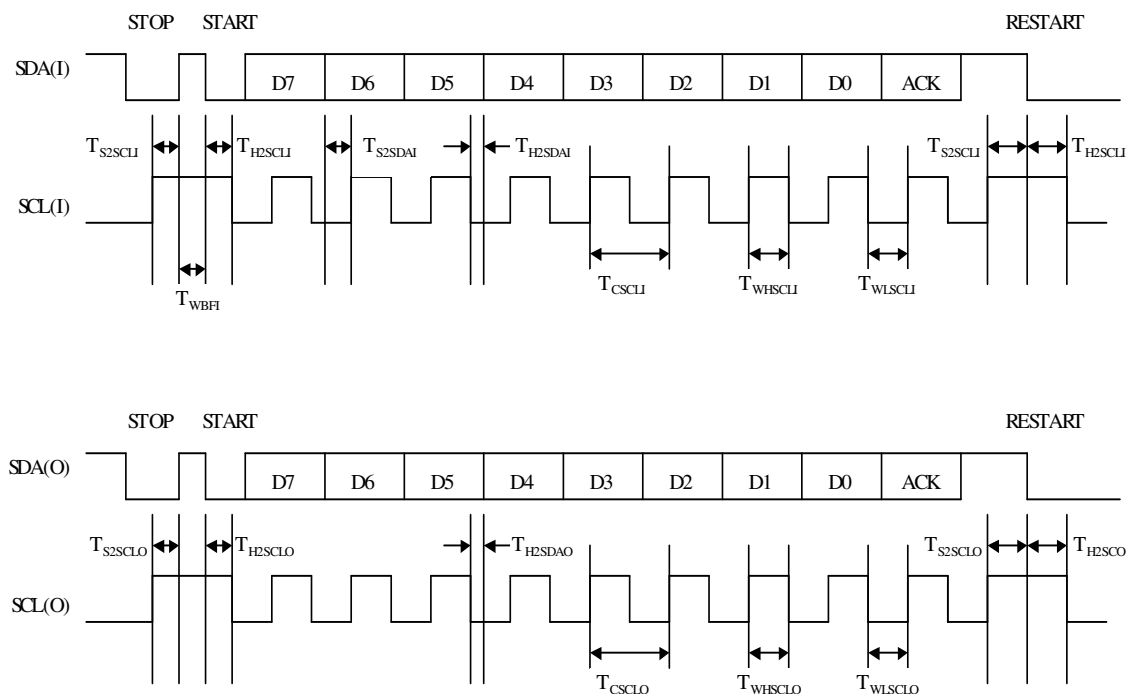 STOP START RESTART
SDA(I) D7 D6 D5 D4 D3 D2 D1 D0 ACK
TS2SCLI TH2SCLI TS2SDAI TH2SDAI TS2SCLI TH2SCLI
SCL(I)
TWBFI TCSCLI TWHSCLI TWLSCLI
STOP START RESTART
SDA(O) D7 D6 D5 D4 D3 D2 D1 D0 ACK
TS2SCLO TH2SCLO TH2SDAO TS2SCLO TH2SCO
SCL(O)
TCSCLO TWHSCLO TWLSCLO